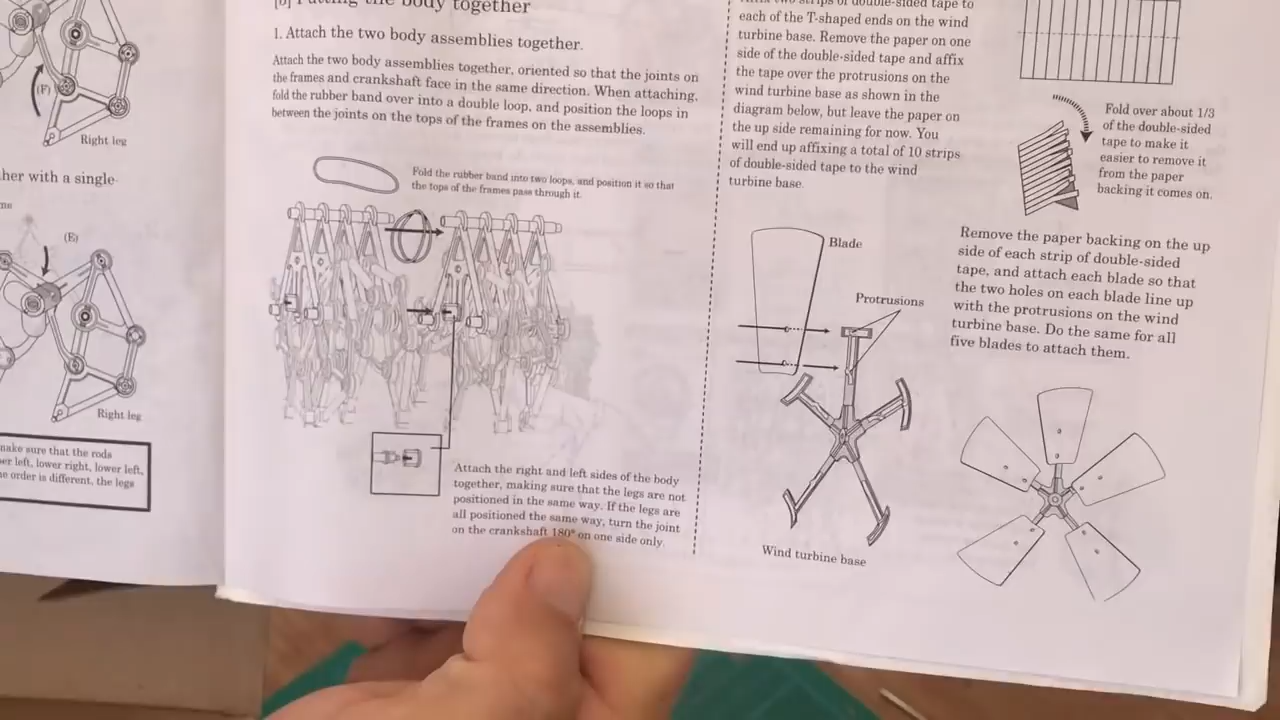 Right leg
her with a single-
(F)
(E)
Right leg
make sure that the rods
er left, lower right, lower left,
e order is different, the legs
[b] Putting the body together
1. Attach the two body assemblies together.
Attach the two body assemblies together, oriented so that the joints on
the frames and crankshaft face in the same direction. When attaching,
fold the rubber band over into a double loop, and position the loops in
between the joints on the tops of the frames on the assemblies.
Fold the rubber band into two loops, and position it so that
the tops of the frames pass through it.
Attach the right and left sides of the body
together, making sure that the legs are not
positioned in the same way. If the legs are
all positioned the same way, turn the joint
on the crankshaft 180° on one side only.
two strips of double-sided tape to
each of the T-shaped ends on the wind
turbine base. Remove the paper on one
side of the double-sided tape and affix
the tape over the protrusions on the
wind turbine base as shown in the
diagram below, but leave the paper on
the up side remaining for now. You
will end up affixing a total of 10 strips
of double-sided tape to the wind
turbine base.
Blade
Protrusions
Wind turbine base
Fold over about 1/3
of the double-sided
tape to make it
easier to remove it
from the paper
backing it comes on.
Remove the paper backing on the up
side of each strip of double-sided
tape, and attach each blade so that
the two holes on each blade line up
with the protrusions on the wind
turbine base. Do the same for all
five blades to attach them.